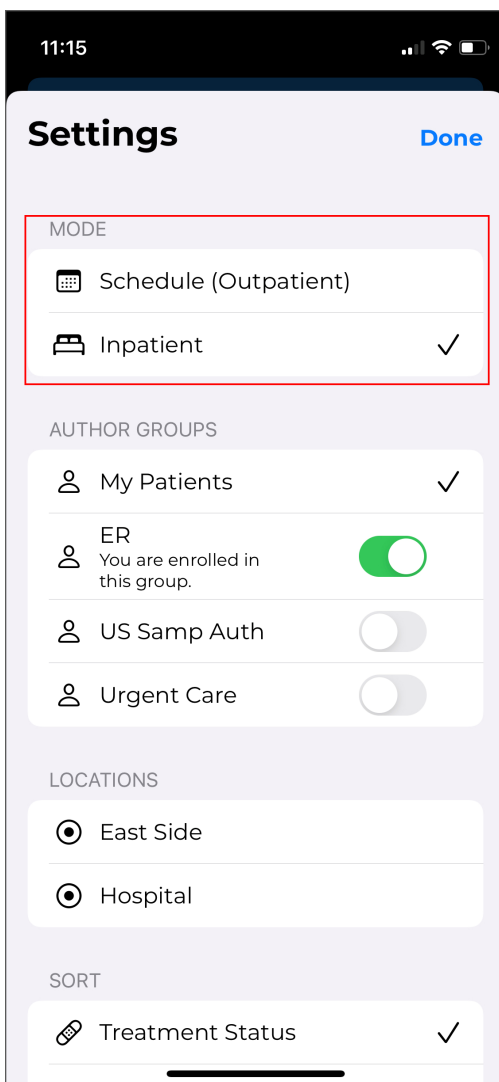 11:15
Settings
Done
MODE
Schedule (Outpatient)
Inpatient
AUTHOR GROUPS
My Patients
ER
You are enrolled in
this group.
US Samp Auth
Urgent Care
LOCATIONS
East Side
Hospital
SORT
Treatment Status